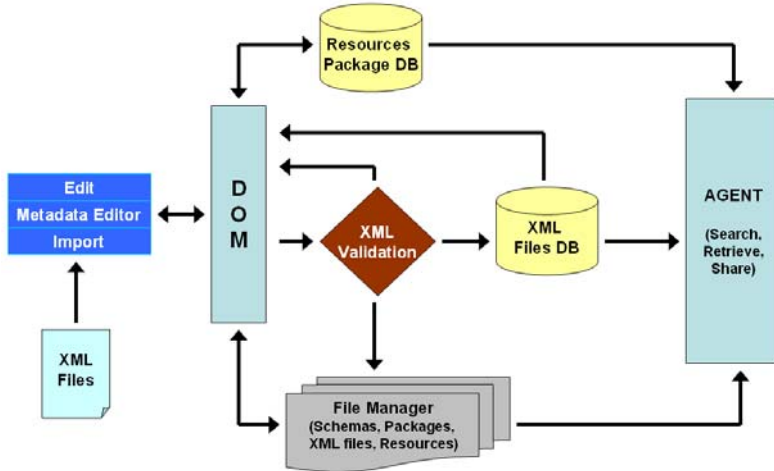 Resources
Package DB
Edit
Metadata Editor
Import
XML
Files
D
O
M
XML
Validation
XML
Files DB
AGENT
(Search,
Retrieve,
Share)
File Manager
(Schemas, Packages,
XML files, Resources)